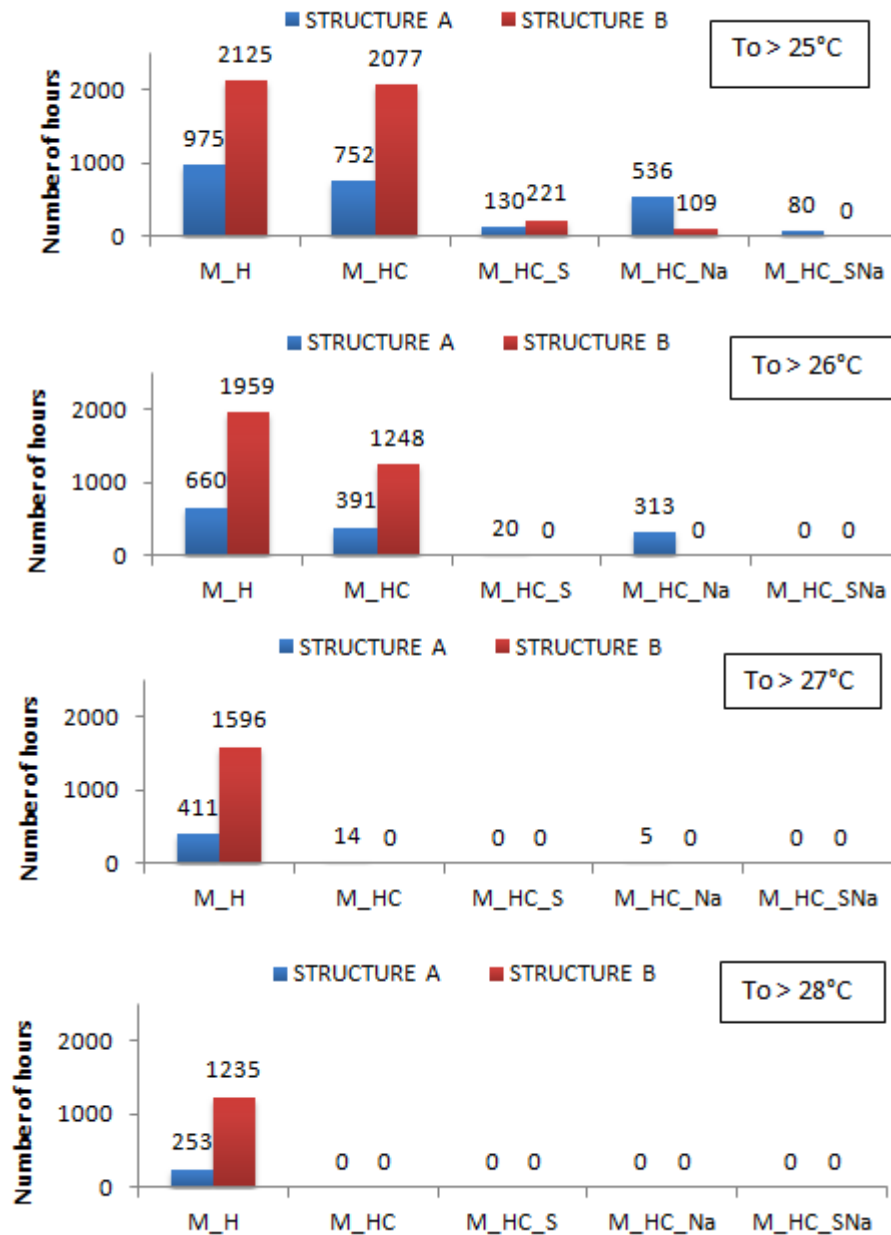 STRUCTURE A STRUCTURE B
To > 25°C
Number of hours
2000
1000
0
975 2125 752 2077 130 221 536 109 80 0
M_H M_HC M_HC_S M_HC_Na M_HC_SNa
STRUCTURE A STRUCTURE B
To > 26°C
Number of hours
2000
1000
0
660 1959 391 1248 20 0 313 0 0 0
M_H M_HC M_HC_S M_HC_Na M_HC_SNa
STRUCTURE A STRUCTURE B
To > 27°C
Number of hours
2000
1000
0
411 1596 14 0 0 0 5 0 0 0
M_H M_HC M_HC_S M_HC_Na M_HC_SNa
STRUCTURE A STRUCTURE B
To > 28°C
Number of hours
2000
1000
0
253 1235 0 0 0 0 0 0 0 0
M_H M_HC M_HC_S M_HC_Na M_HC_SNa